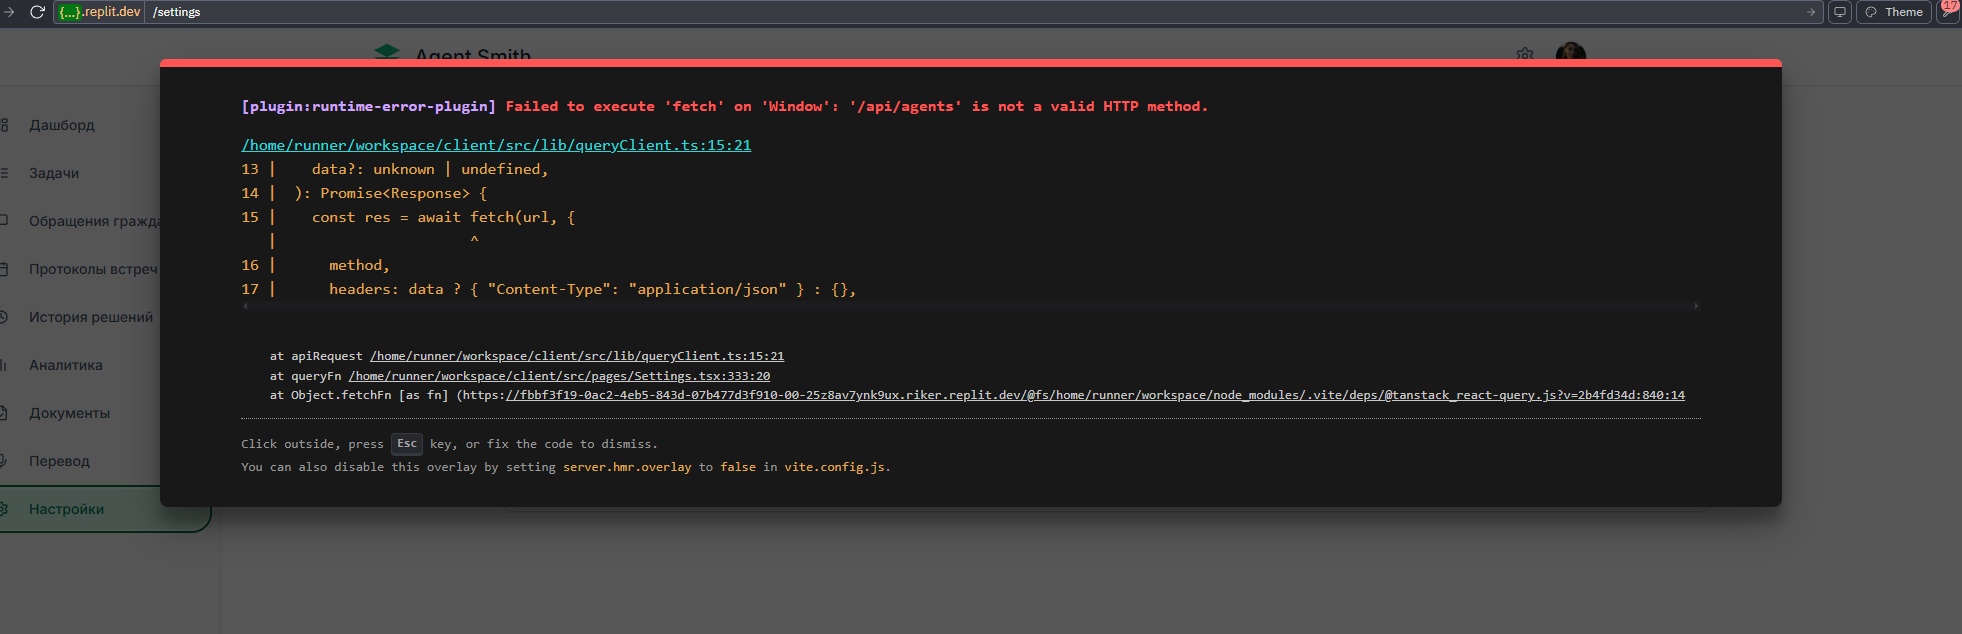 {...}.replit.dev /settings
Theme
17
Agent Smith
[plugin:runtime-error-plugin] Failed to execute 'fetch' on 'Window': '/api/agents' is not a valid HTTP method.
/home/runner/workspace/client/src/lib/queryClient.ts:15:21
13 |    data?: unknown | undefined,
14 |  ): Promise<Response> {
15 |    const res = await fetch(url, {
   |                      ^
16 |      method,
17 |      headers: data ? { "Content-Type": "application/json" } : {},
at apiRequest /home/runner/workspace/client/src/lib/queryClient.ts:15:21
at queryFn /home/runner/workspace/client/src/pages/Settings.tsx:333:20
at Object.fetchFn [as fn] (https://fbbf3f19-0ac2-4eb5-843d-07b477d3f910-00-25z8av7ynk9ux.riker.replit.dev/@fs/home/runner/workspace/node_modules/.vite/deps/@tanstack_react-query.js?v=2b4fd34d:840:14
Click outside, press Esc key, or fix the code to dismiss.
You can also disable this overlay by setting server.hmr.overlay to false in vite.config.js.
Дашборд
Задачи
Обращения гражда
Протоколы встреч
История решений
Аналитика
Документы
Перевод
Настройки